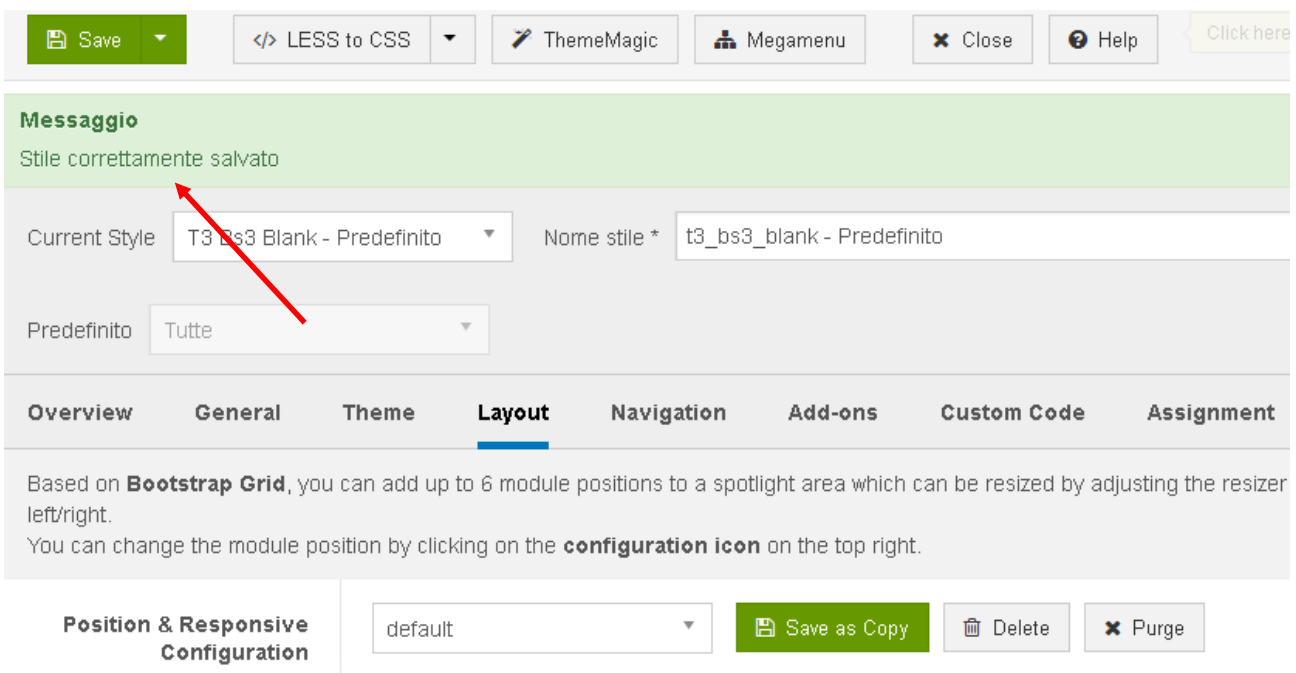 Save
</> LESS to CSS
ThemeMagic
Megamenu
Close
Help
Click here
Messaggio
Stile correttamente salvato
Current Style
T3 Bs3 Blank - Predefinito
Nome stile *
t3_bs3_blank - Predefinito
Predefinito
Tutte
Overview
General
Theme
Layout
Navigation
Add-ons
Custom Code
Assignment
Based on Bootstrap Grid, you can add up to 6 module positions to a spotlight area which can be resized by adjusting the resizer
left/right.
You can change the module position by clicking on the configuration icon on the top right.
Position & Responsive
Configuration
default
Save as Copy
Delete
Purge